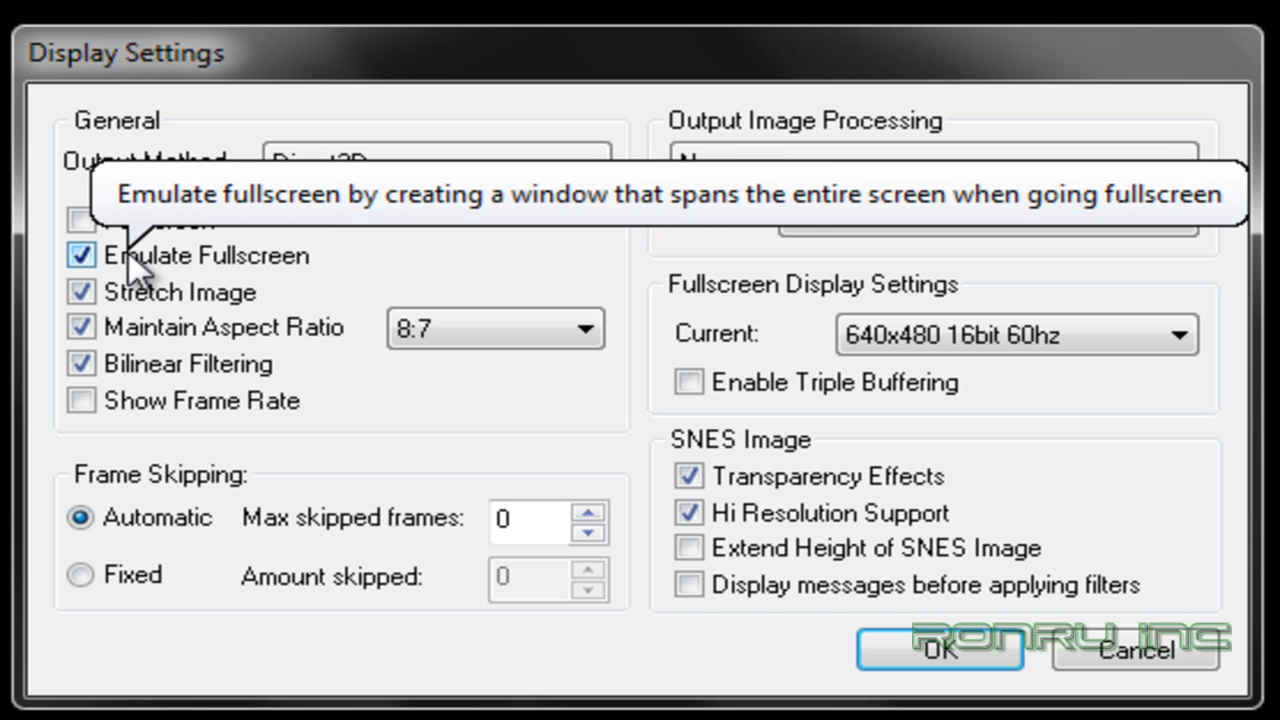 Display Settings
General
Output Method
Direct3D
Emulate fullscreen by creating a window that spans the entire screen when going fullscreen
Emulate Fullscreen
Stretch Image
Maintain Aspect Ratio 8:7
Bilinear Filtering
Show Frame Rate
Frame Skipping:
Automatic Max skipped frames: 0
Fixed Amount skipped: 0
Output Image Processing
Fullscreen Display Settings
Current: 640x480 16bit 60hz
Enable Triple Buffering
SNES Image
Transparency Effects
Hi Resolution Support
Extend Height of SNES Image
Display messages before applying filters
OK Cancel
RONRU inc